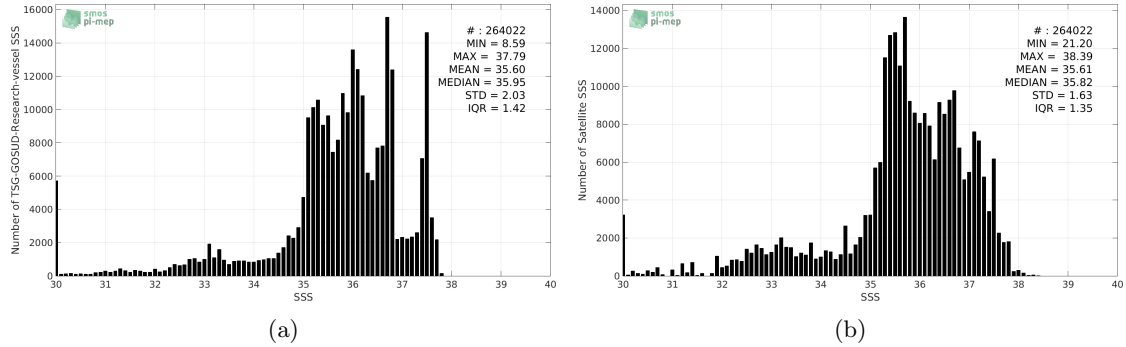 smos
pi-mep
# : 264022
MIN = 8.59
MAX = 37.79
MEAN = 35.60
MEDIAN = 35.95
STD = 2.03
IQR = 1.42
Number of TSG-GOSUD-Research-vessel SSS
16000
14000
12000
10000
8000
6000
4000
2000
0
30 31 32 33 34 35 36 37 38 39 40
SSS
(a)
smos
pi-mep
# : 264022
MIN = 21.20
MAX = 38.39
MEAN = 35.61
MEDIAN = 35.82
STD = 1.63
IQR = 1.35
Number of Satellite SSS
14000
12000
10000
8000
6000
4000
2000
0
30 31 32 33 34 35 36 37 38 39 40
SSS
(b)